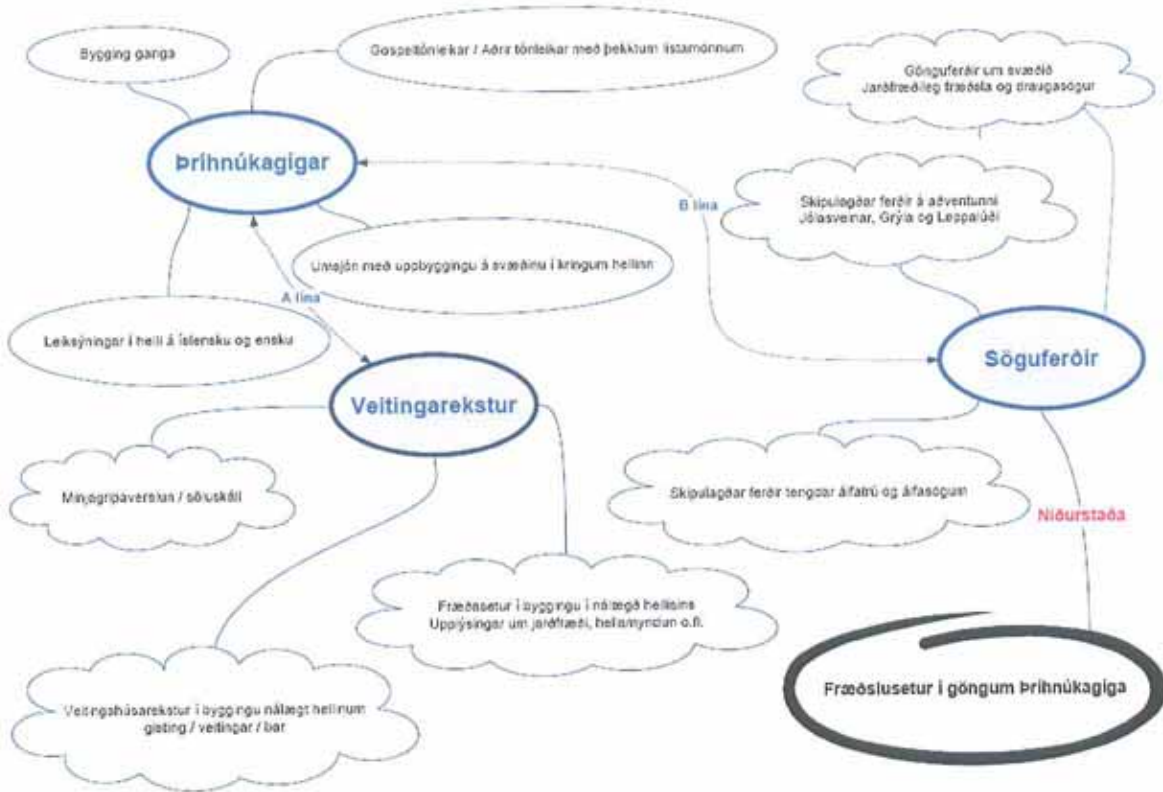 Bygging ganga
Gospeltónleikar / Aðrir tónleikar með þekktum listamönnum
Gönguferðir um svæðið
Jarðfræðileg fræðsla og draugasögur
Þríhnúkagígar
B lína
Skipulagðar ferðir á aðventunni
Jólasveinar, Grýla og Leppalúði
Umsjón með uppbyggingu á svæðinu í kringum hellinn
A lína
Leiksýningar í helli á íslensku og ensku
Söguferðir
Veitingarekstur
Minjagripaverslun / söluskáli
Skipulagðar ferðir tengdar álfatrú og álfasögum
Niðurstaða
Fræðasetur í byggingu í nálægð hellisins
Upplýsingar um jarðfræði, hellamyndun o.fl.
Fræðslusetur í göngum Þríhnúkagíga
Veitingahúsarekstur í byggingu nálægt hellinum
gisting / veitingar / bar